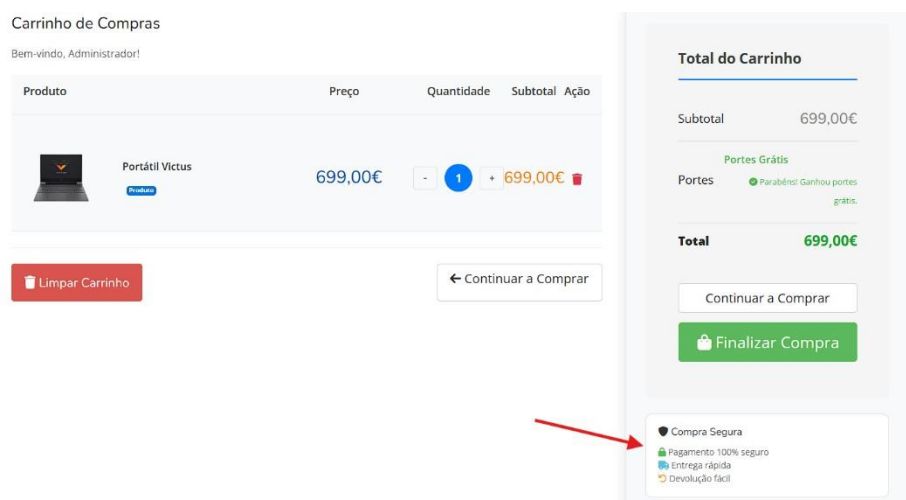 Carrinho de Compras
Bem-vindo, Administrador!
Produto Preço Quantidade Subtotal Ação
Portátil Victus
Produto
699,00€ - 1 + 699,00€
Limpar Carrinho
Continuar a Comprar
Total do Carrinho
Subtotal 699,00€
Portes Grátis
Portes Parabéns! Ganhou portes
grátis.
Total 699,00€
Continuar a Comprar
Finalizar Compra
Compra Segura
Pagamento 100% seguro
Entrega rápida
Devolução fácil